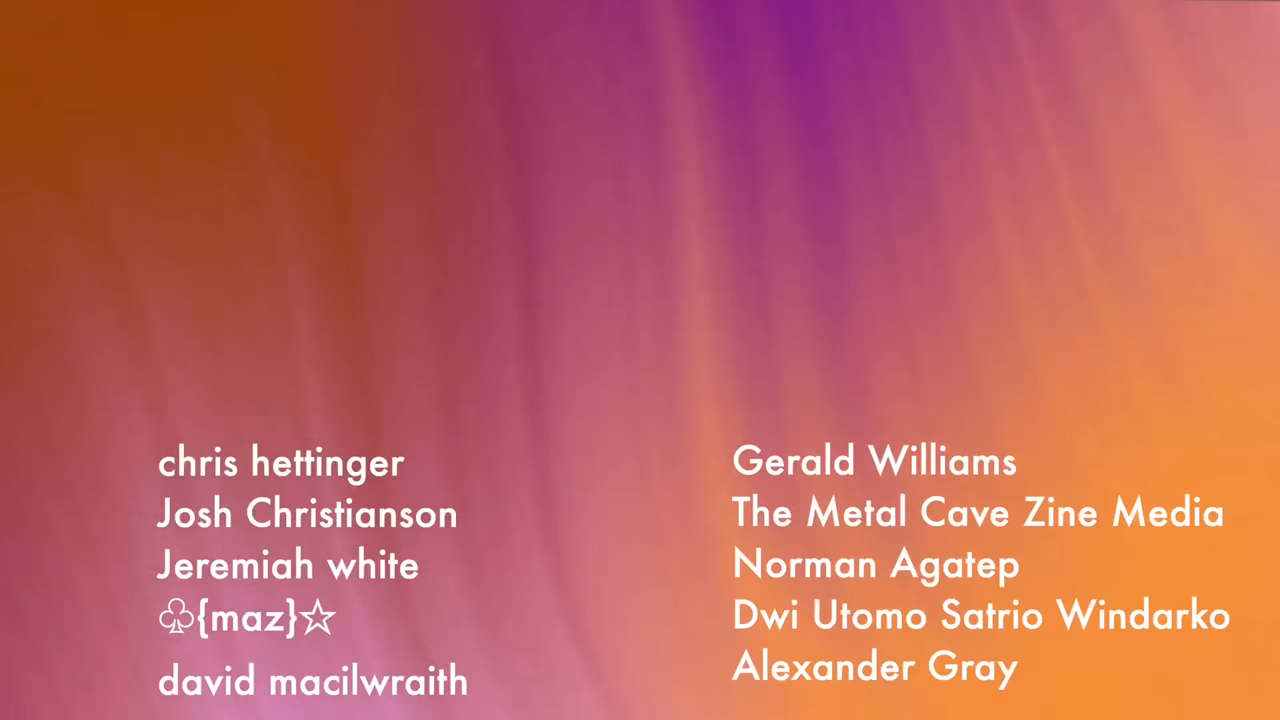 chris hettinger
Josh Christianson
Jeremiah white
♧{maz}☆
david macilwraith
Gerald Williams
The Metal Cave Zine Media
Norman Agatep
Dwi Utomo Satrio Windarko
Alexander Gray